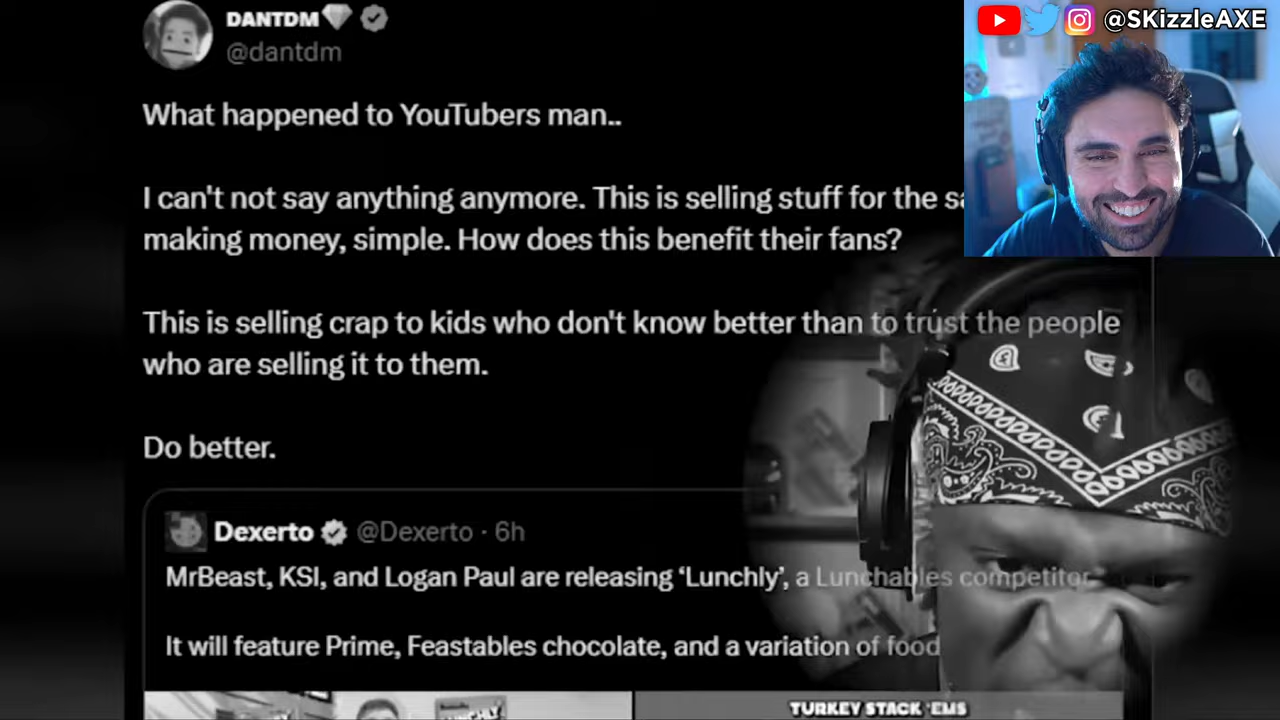 DANTDM
@dantdm
@SKizzleAXE
What happened to YouTubers man..
I can't not say anything anymore. This is selling stuff for the
making money, simple. How does this benefit their fans?
This is selling crap to kids who don't know better than to trust the people
who are selling it to them.
Do better.
Dexerto @Dexerto · 6h
MrBeast, KSI, and Logan Paul are releasing ‘Lunchly’, a Lunchables competitor
It will feature Prime, Feastables chocolate, and a variation of food
LUNCHLY
TURKEY STACK 'EMS